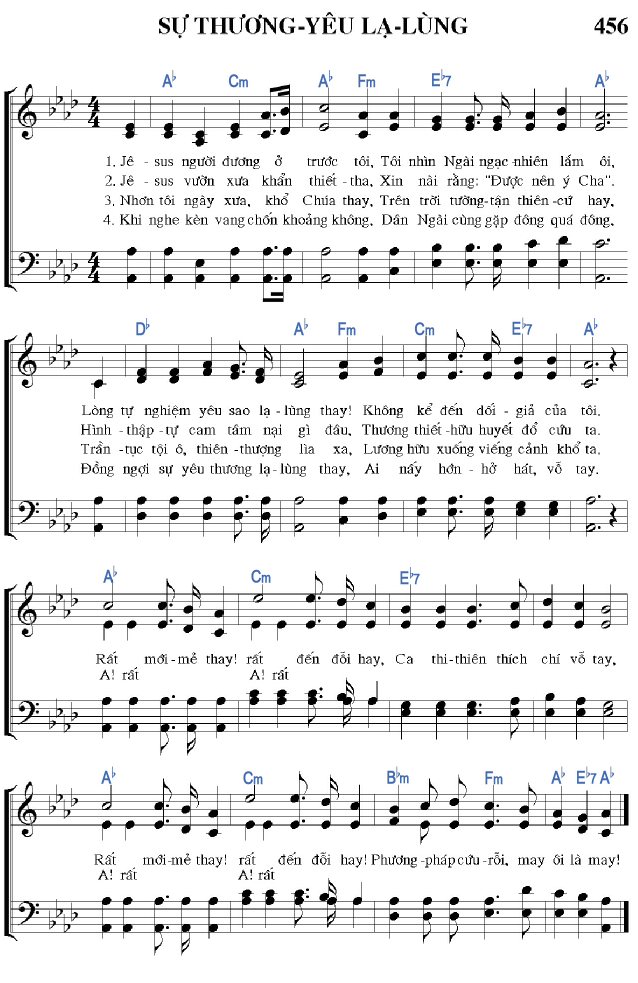 SỰ THƯƠNG-YÊU LẠ-LÙNG 456
A♭ Cm A♭ Fm E♭7 A♭
1. Jê - sus người đương ở trước tôi, Tôi nhìn Ngài ngạc-nhiên lắm ôi,
2. Jê - sus vườn xưa khẩn thiết-tha, Xin nài rằng: "Được nên ý Cha".
3. Nhơn tôi ngày xưa, khổ Chúa thay, Trên trời tường-tận thiên-cứ hay,
4. Khi nghe kèn vang chốn khoảng không, Dân Ngài cùng gặp đông quá đông,
D♭ A♭ Fm Cm E♭7 A♭
Lòng tự nghiệm yêu sao lạ-lùng thay! Không kể đến dối-giả của tôi.
Hình-thập-tự cam tâm nại gì đâu, Thương thiết-hữu huyết đổ cứu ta.
Trần-tục tội ô, thiên-thượng lìa xa, Lương hữu xuống viếng cảnh khổ ta.
Đồng ngợi sự yêu thương lạ-lùng thay, Ai nấy hớn-hở hát, vỗ tay.
A♭ Cm E♭7
Rất mới-mẻ thay! rất đến đỗi hay, Ca thi-thiên thích chí vỗ tay,
A! rất A! rất
A♭ Cm B♭m Fm A♭ E♭7 A♭
Rất mới-mẻ thay! rất đến đỗi hay! Phương-pháp cứu-rỗi, may ôi là may!
A! rất A! rất